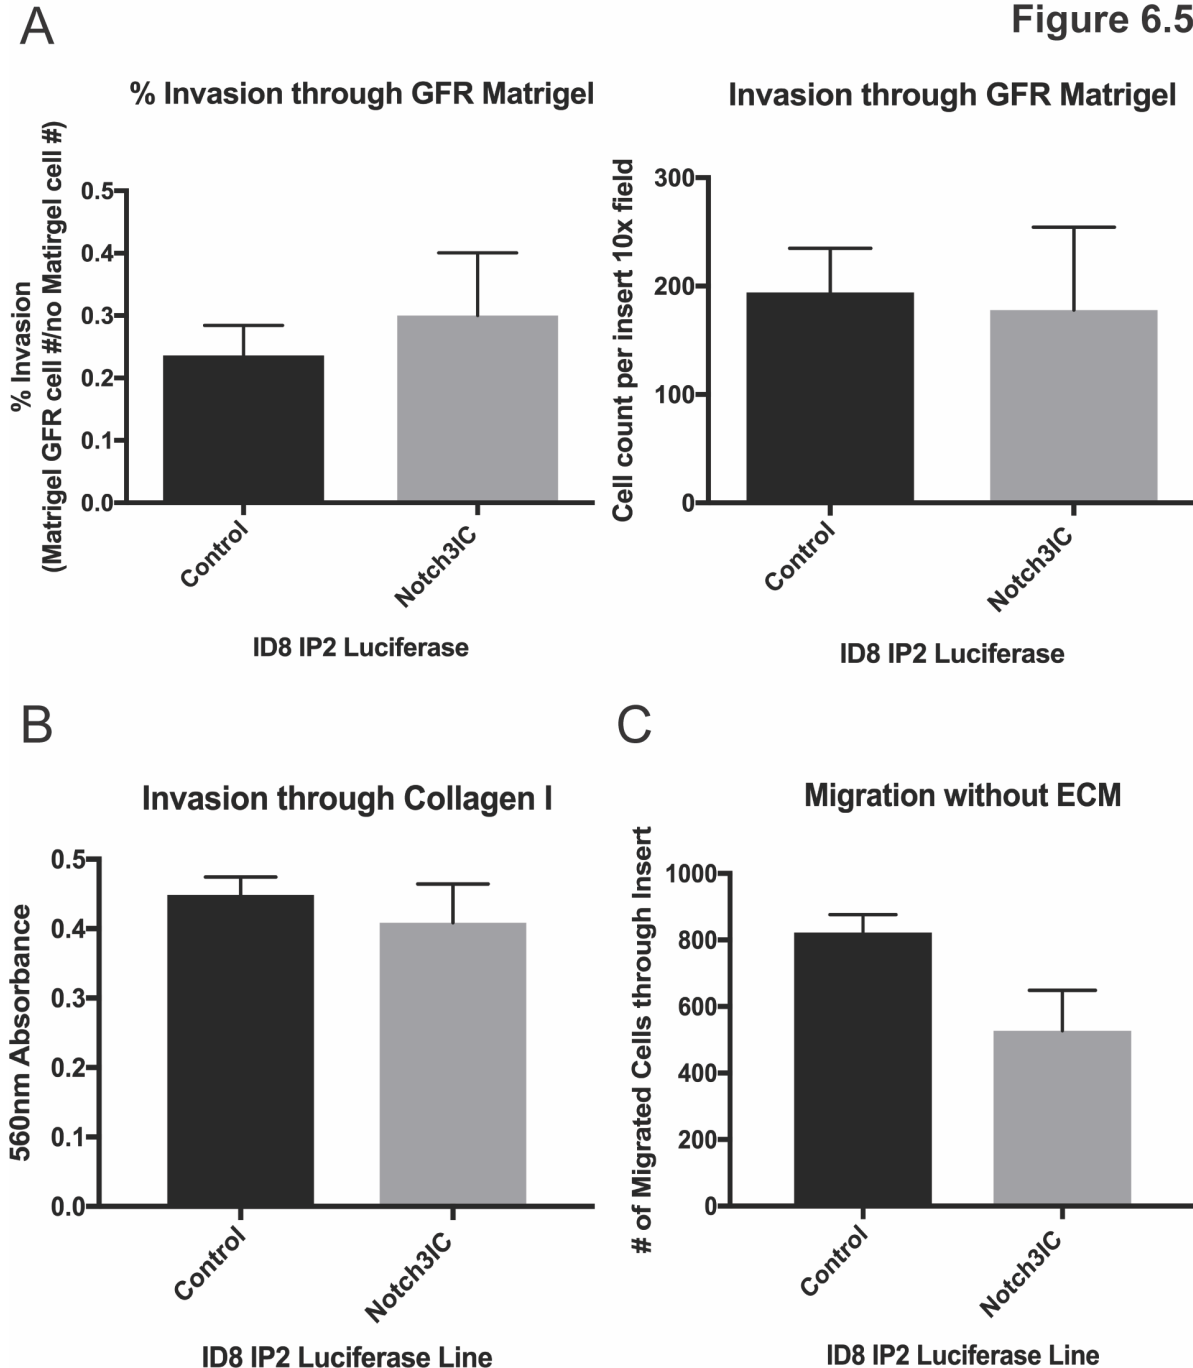 A
Figure 6.5
% Invasion through GFR Matrigel
% Invasion
(Matrigel GFR cell #/no Matirgel cell #)
0.5
0.4
0.3
0.2
0.1
0.0
Control
Notch3IC
ID8 IP2 Luciferase
Invasion through GFR Matrigel
Cell count per insert 10x field
300
200
100
0
Control
Notch3IC
ID8 IP2 Luciferase
B
Invasion through Collagen I
560nm Absorbance
0.5
0.4
0.3
0.2
0.1
0.0
Control
Notch3IC
ID8 IP2 Luciferase Line
C
Migration without ECM
# of Migrated Cells through Insert
1000
800
600
400
200
0
Control
Notch3IC
ID8 IP2 Luciferase Line